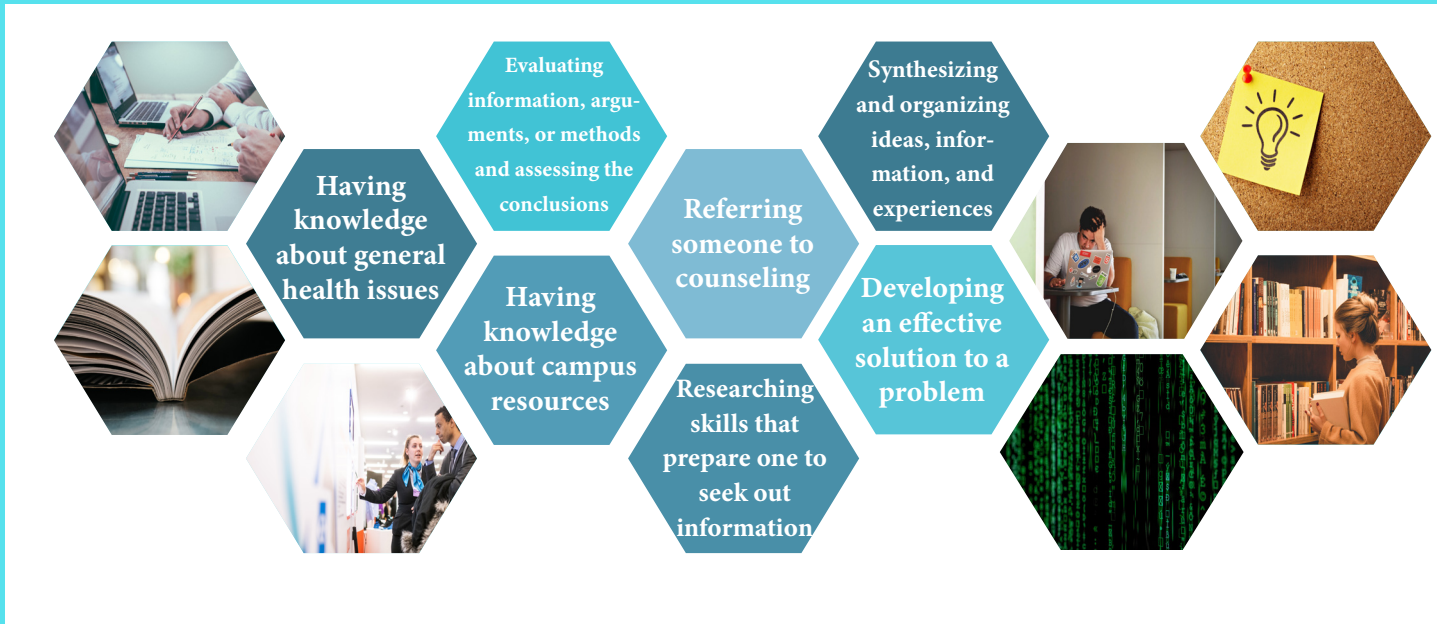 Having
knowledge
about general
health issues
Evaluating
information, argu-
ments, or methods
and assessing the
conclusions
Having
knowledge
about campus
resources
Referring
someone to
counseling
Researching
skills that
prepare one to
seek out
information
Synthesizing
and organizing
ideas, infor-
mation, and
experiences
Developing
an effective
solution to a
problem